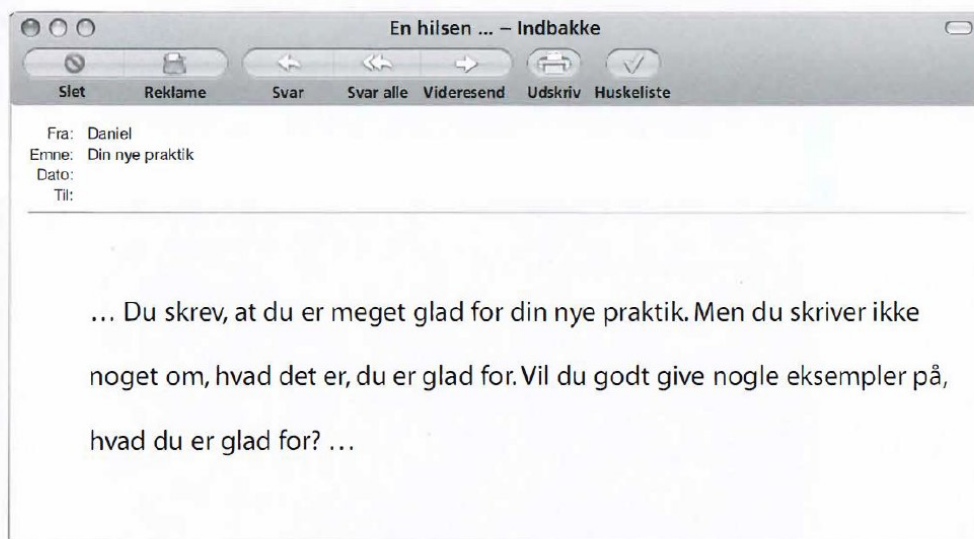 En hilsen ... – Indbakke
Slet Reklame Svar Svar alle Videresend Udskriv Huskeliste
Fra: Daniel
Emne: Din nye praktik
Dato:
Til:
... Du skrev, at du er meget glad for din nye praktik. Men du skriver ikke
noget om, hvad det er, du er glad for. Vil du godt give nogle eksempler på,
hvad du er glad for? ...